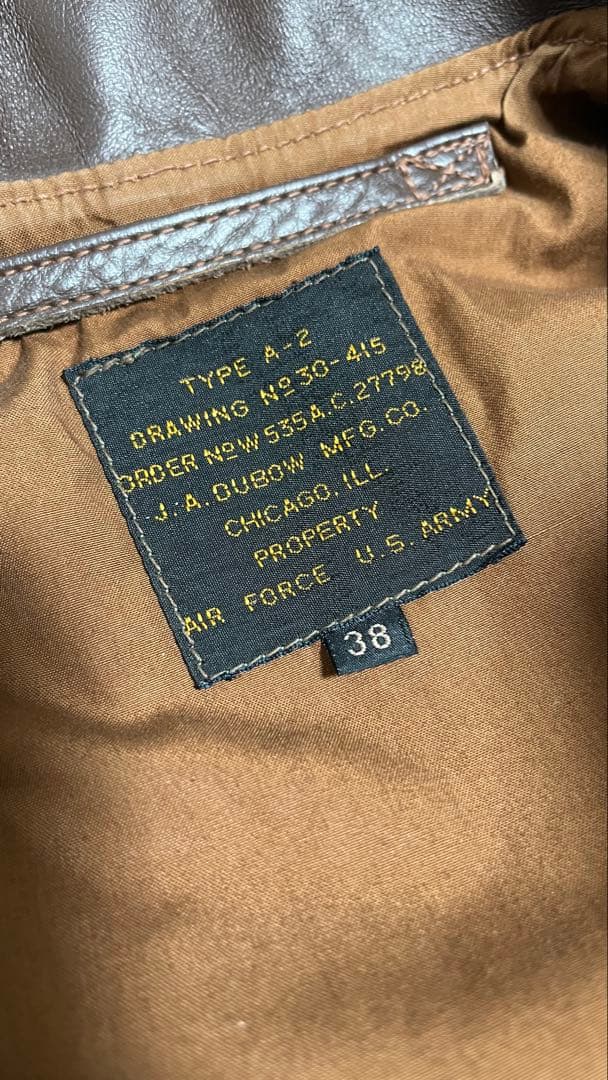 TYPE A-2
DRAWING No 30-415
ORDER No W535A.C.27798
J.A.DUBOW MFG.CO.
CHICAGO.ILL.
PROPERTY
AIR FORCE U.S. ARMY
38